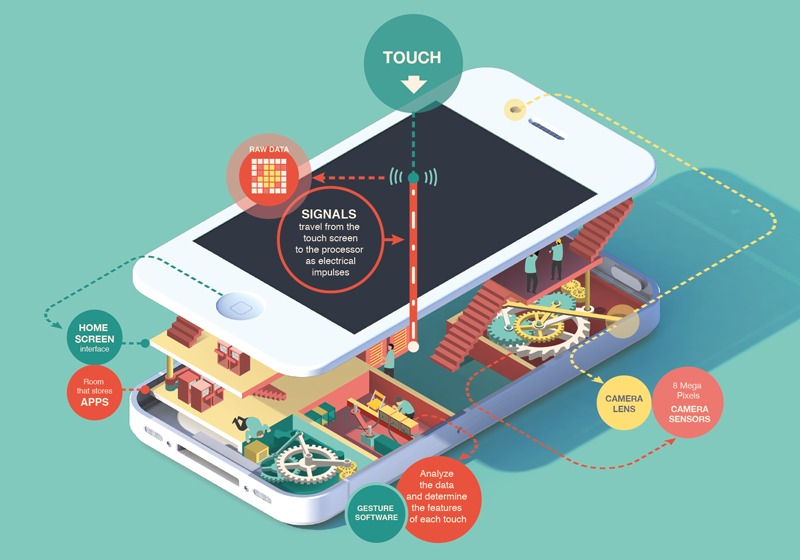 TOUCH
RAW DATA
SIGNALS
travel from the
touch screen
to the processor
as electrical
impulses
HOME
SCREEN
interface
Room
that stores
APPS
CAMERA
LENS
8 Mega
Pixels
CAMERA
SENSORS
GESTURE
SOFTWARE
Analyze
the data
and determine
the features
of each touch